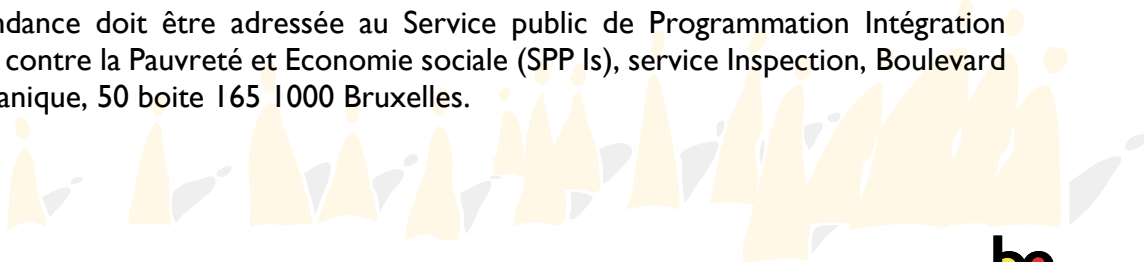 ndance doit être adressée au Service public de Programmation Intégration
contre la Pauvreté et Economie sociale (SPP Is), service Inspection, Boulevard
anique, 50 boite 165 1000 Bruxelles.
be